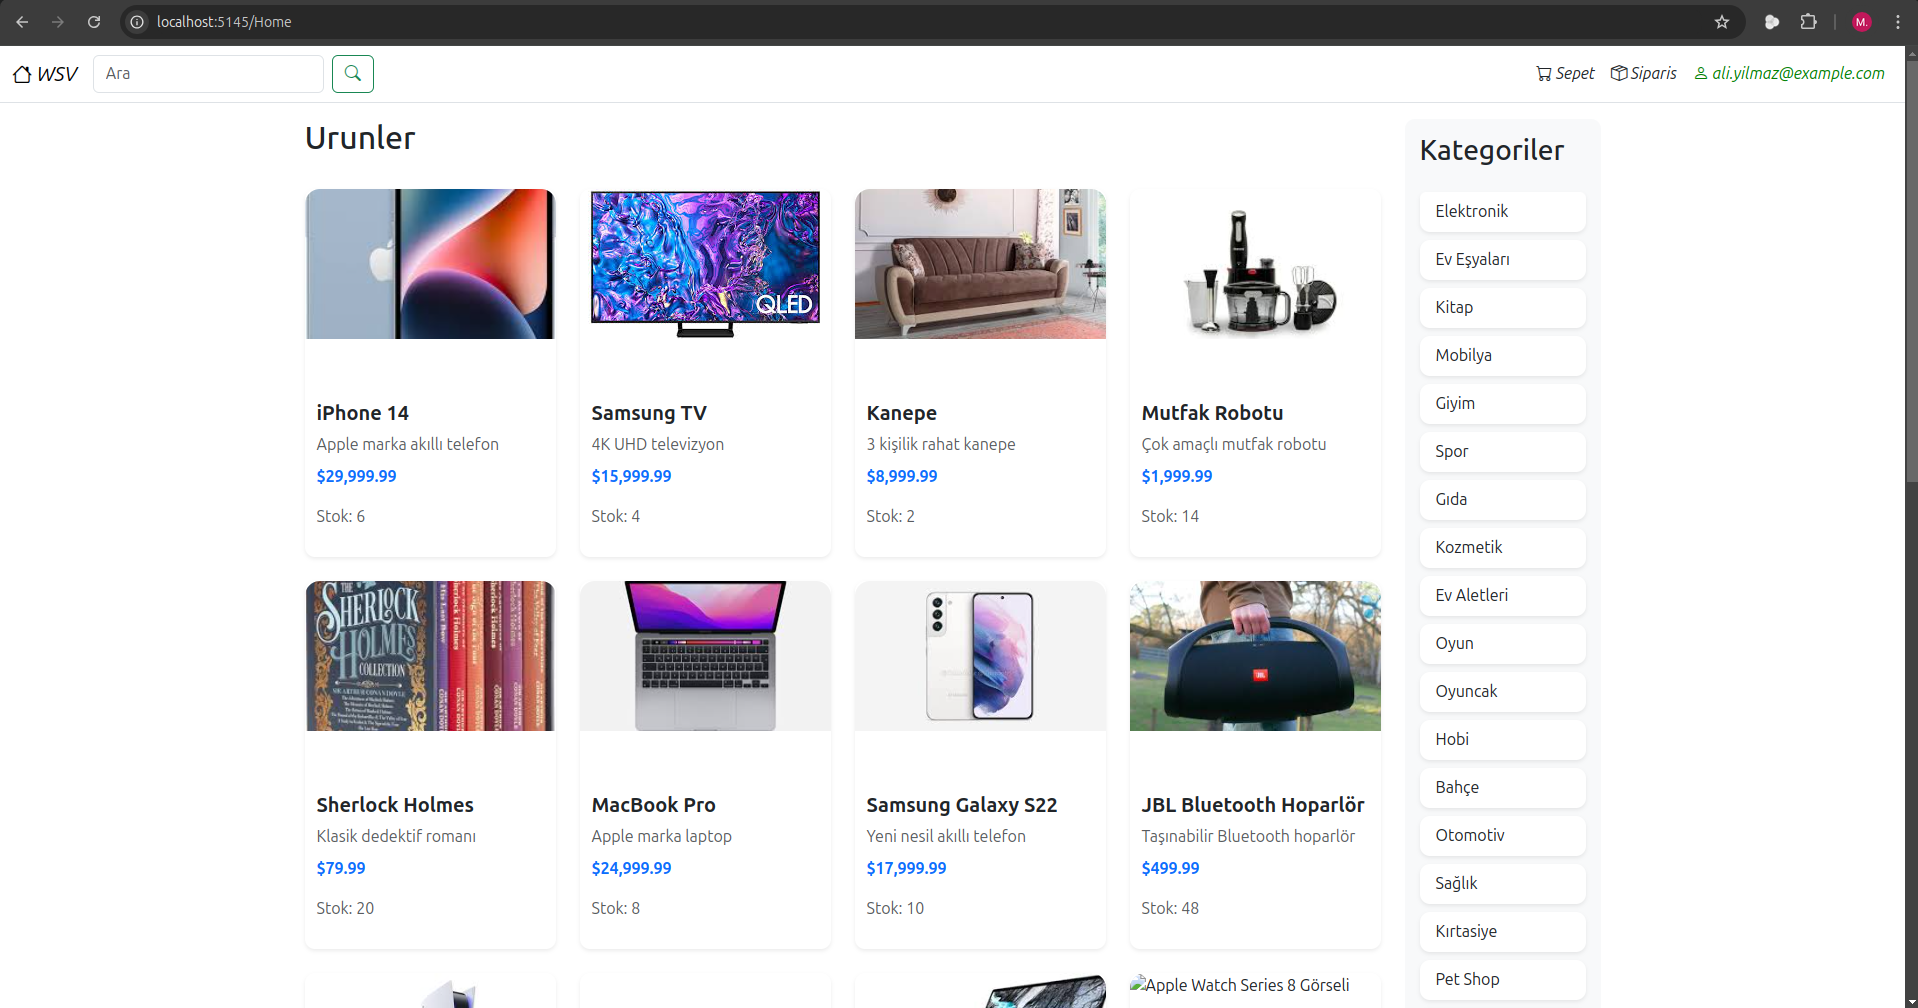 localhost:5145/Home
M.
WSV
Ara
Sepet
Siparis
ali.yilmaz@example.com
Urunler
QLED
iPhone 14
Apple marka akıllı telefon
$29,999.99
Stok: 6
Samsung TV
4K UHD televizyon
$15,999.99
Stok: 4
Kanepe
3 kişilik rahat kanepe
$8,999.99
Stok: 2
Mutfak Robotu
Çok amaçlı mutfak robotu
$1,999.99
Stok: 14
THE
SHERLOCK
HOLMES
COLLECTION
SIR ARTHUR CONAN DOYLE
JBL
Sherlock Holmes
Klasik dedektif romanı
$79.99
Stok: 20
MacBook Pro
Apple marka laptop
$24,999.99
Stok: 8
Samsung Galaxy S22
Yeni nesil akıllı telefon
$17,999.99
Stok: 10
JBL Bluetooth Hoparlör
Taşınabilir Bluetooth hoparlör
$499.99
Stok: 48
Apple Watch Series 8 Görseli
Kategoriler
Elektronik
Ev Eşyaları
Kitap
Mobilya
Giyim
Spor
Gıda
Kozmetik
Ev Aletleri
Oyun
Oyuncak
Hobi
Bahçe
Otomotiv
Sağlık
Kırtasiye
Pet Shop